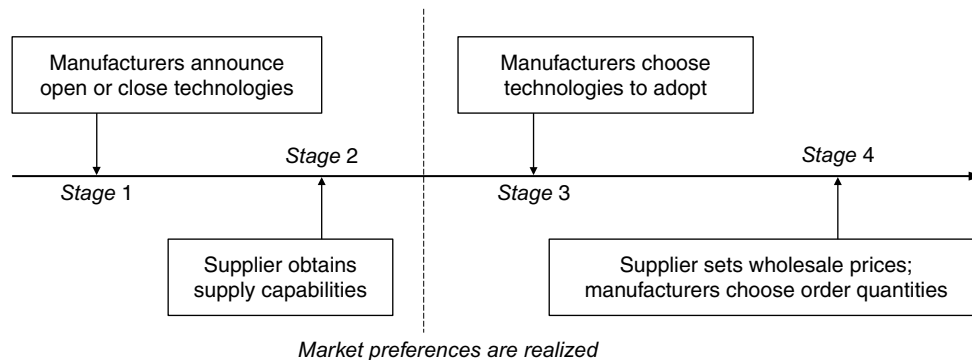 Manufacturers announce
open or close technologies
Manufacturers choose
technologies to adopt
Stage 2
Stage 4
Stage 1
Stage 3
Supplier obtains
supply capabilities
Supplier sets wholesale prices;
manufacturers choose order quantities
Market preferences are realized